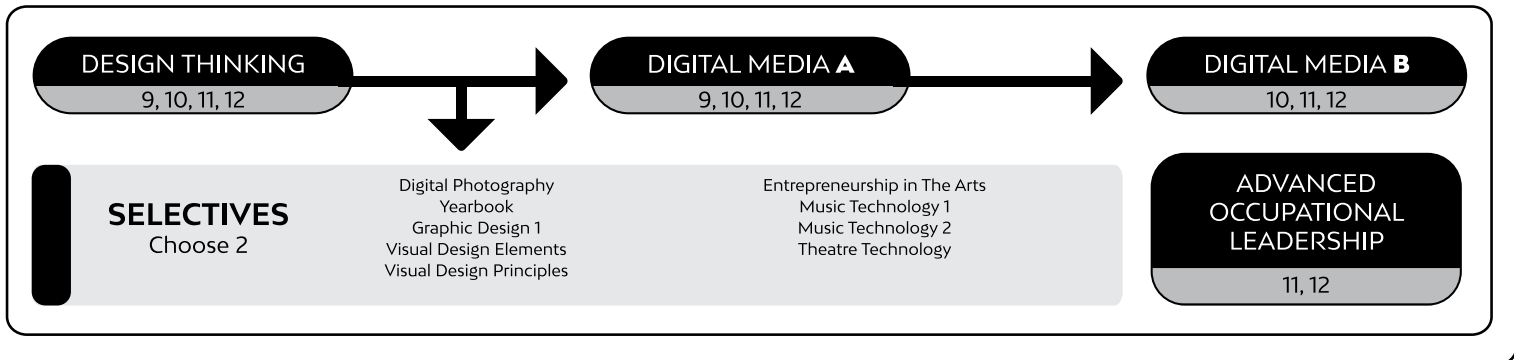 DESIGN THINKING
9, 10, 11, 12
DIGITAL MEDIA A
9, 10, 11, 12
DIGITAL MEDIA B
10, 11, 12
SELECTIVES
Choose 2
Digital Photography
Yearbook
Graphic Design 1
Visual Design Elements
Visual Design Principles
Entrepreneurship in The Arts
Music Technology 1
Music Technology 2
Theatre Technology
ADVANCED
OCCUPATIONAL
LEADERSHIP
11, 12